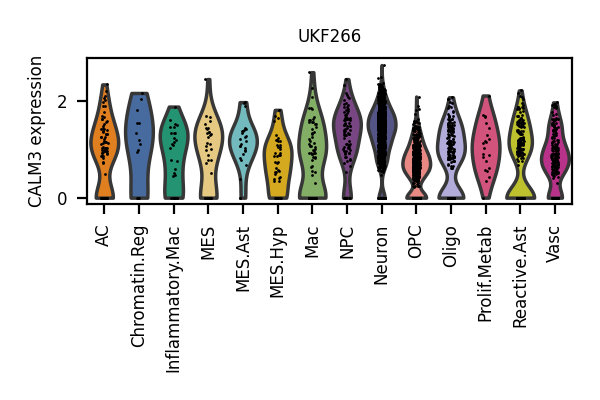 UKF266
CALM3 expression
2
0
AC
Chromatin.Reg
Inflammatory.Mac
MES
MES.Ast
MES.Hyp
Mac
NPC
Neuron
OPC
Oligo
Prolif.Metab
Reactive.Ast
Vasc